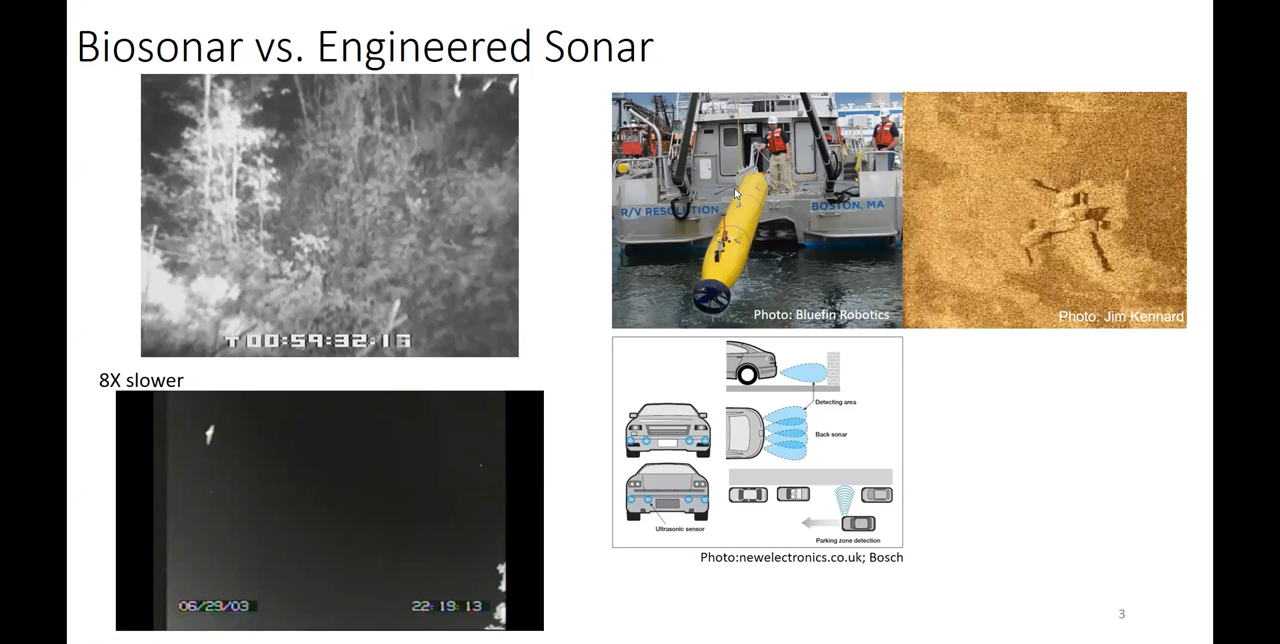 Biosonar vs. Engineered Sonar
T00:59:32:16
8X slower
06/29/03
22:19:13
R/V RESOLUTION
BOSTON, MA
Photo: Bluefin Robotics
Photo: Jim Kennard
Detecting area
Back sonar
Ultrasonic sensor
Parking zone detection
Photo:newelectronics.co.uk; Bosch
3